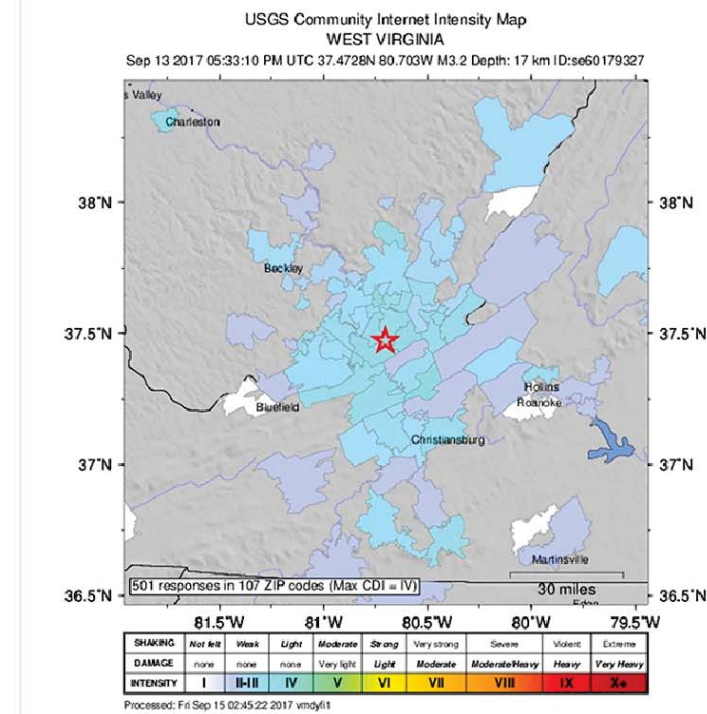 USGS Community Internet Intensity Map
WEST VIRGINIA
Sep 13 2017 05:33:10 PM UTC 37.4728N 80.703W M3.2 Depth: 17 km ID:se60179327
s Valley
Charleston
38°N 38°N
Beckley
37.5°N 37.5°N
Hollins
Roanoke
Bluefield
Christiansburg
37°N 37°N
Martinsville
501 responses in 107 ZIP codes (Max CDI = IV)
30 miles
36.5°N 36.5°N
Eden
81.5°W 81°W 80.5°W 80°W 79.5°W
SHAKING Not felt Weak Light Moderate Strong Very strong Severe Violent Extreme
DAMAGE none none none Very light Light Moderate Moderate/Heavy Heavy Very Heavy
INTENSITY I II-III IV V VI VII VIII IX X+
Processed: Fri Sep 15 02:45:22 2017 vmdyfi1